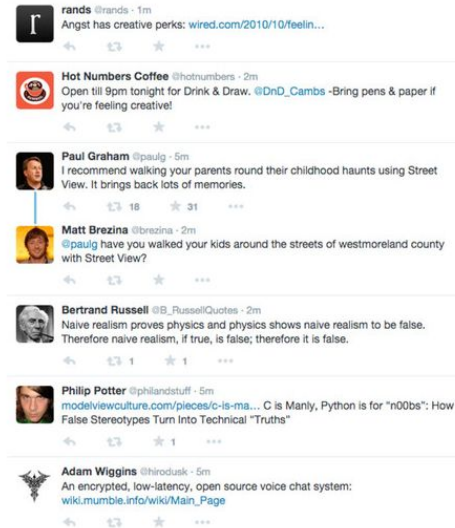 r
rands @rands · 1m
Angst has creative perks: wired.com/2010/10/feelin...
Hot Numbers Coffee @hotnumbers · 2m
Open till 9pm tonight for Drink & Draw. @DnD_Cambs -Bring pens & paper if
you're feeling creative!
Paul Graham @paulg · 5m
I recommend walking your parents round their childhood haunts using Street
View. It brings back lots of memories.
18 31
Matt Brezina @brezina · 2m
@paulg have you walked your kids around the streets of westmoreland county
with Street View?
Bertrand Russell @B_RussellQuotes · 2m
Naive realism proves physics and physics shows naive realism to be false.
Therefore naive realism, if true, is false; therefore it is false.
1 1
Philip Potter @philandstuff · 5m
modelviewculture.com/pieces/c-is-ma... C is Manly, Python is for "n00bs": How
False Stereotypes Turn Into Technical "Truths"
1
Adam Wiggins @hirodusk · 5m
An encrypted, low-latency, open source voice chat system:
wiki.mumble.info/wiki/Main_Page